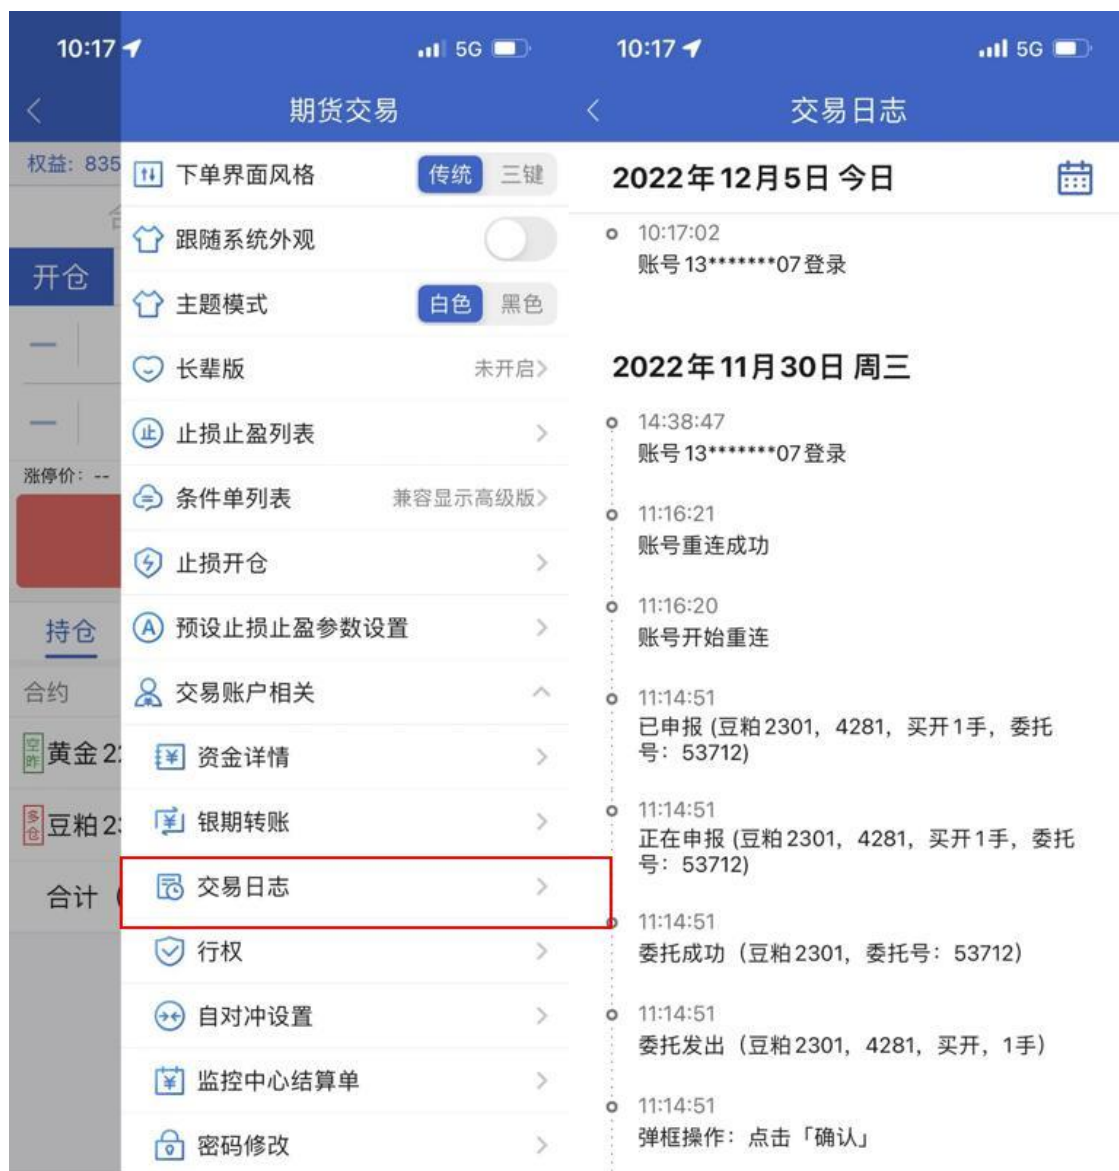 10:17
5G
期货交易
权益: 835
下单界面风格
传统
三键
跟随系统外观
开仓
主题模式
白色
黑色
长辈版
未开启
止损止盈列表
涨停价: --
条件单列表
兼容显示高级版
止损开仓
持仓
预设止损止盈参数设置
合约
交易账户相关
空昨
黄金2
资金详情
多仓
豆粕2
银期转账
合计
交易日志
行权
自对冲设置
监控中心结算单
密码修改
10:17
5G
交易日志
2022年12月5日 今日
10:17:02
账号13*******07登录
2022年11月30日 周三
14:38:47
账号13*******07登录
11:16:21
账号重连成功
11:16:20
账号开始重连
11:14:51
已申报 (豆粕2301, 4281, 买开1手, 委托
号: 53712)
11:14:51
正在申报 (豆粕2301, 4281, 买开1手, 委托
号: 53712)
11:14:51
委托成功（豆粕2301, 委托号: 53712）
11:14:51
委托发出（豆粕2301, 4281, 买开, 1手）
11:14:51
弹框操作: 点击「确认」